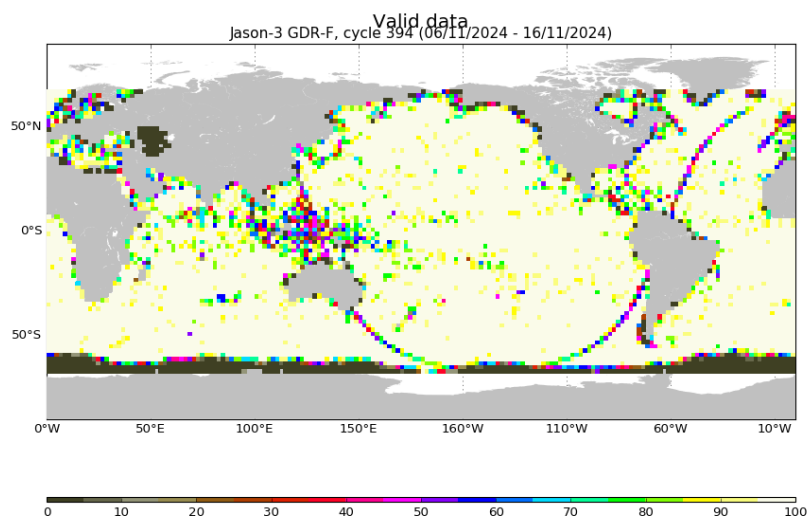 Valid data
Jason-3 GDR-F, cycle 394 (06/11/2024 - 16/11/2024)
50°N
0°S
50°S
0°W 50°E 100°E 150°E 160°W 110°W 60°W 10°W
0 10 20 30 40 50 60 70 80 90 100